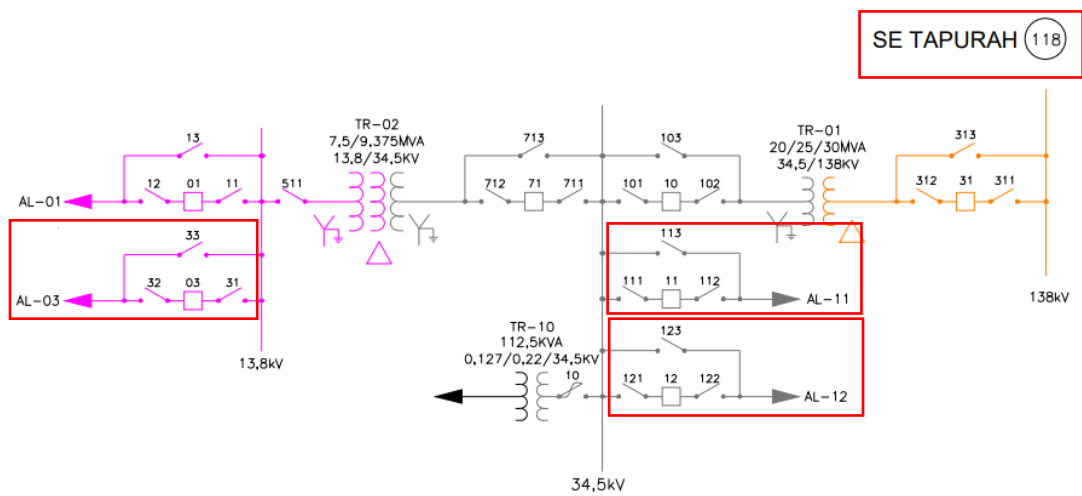 SE TAPURAH 118
TR-02
7,5/9,375MVA
13,8/34,5KV
TR-01
20/25/30MVA
34,5/138KV
13
713
103
313
12 01 11 511
712 71 711 101 10 102
312 31 311
AL-01
33
113
32 03 31
111 11 112
AL-03
AL-11
138kV
TR-10
112,5KVA
0,127/0,22/34,5KV
123
13,8kV
10
121 12 122
AL-12
34,5kV